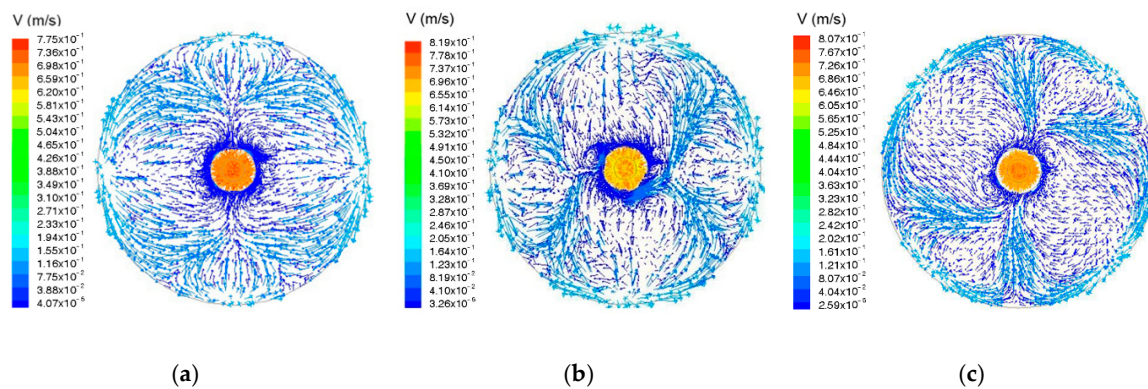 V (m/s)
7.75x10⁻¹
7.36x10⁻¹
6.98x10⁻¹
6.59x10⁻¹
6.20x10⁻¹
5.81x10⁻¹
5.43x10⁻¹
5.04x10⁻¹
4.65x10⁻¹
4.26x10⁻¹
3.88x10⁻¹
3.49x10⁻¹
3.10x10⁻¹
2.71x10⁻¹
2.33x10⁻¹
1.94x10⁻¹
1.55x10⁻¹
1.16x10⁻¹
7.75x10⁻²
3.88x10⁻²
4.07x10⁻⁶
(a)
V (m/s)
8.19x10⁻¹
7.78x10⁻¹
7.37x10⁻¹
6.96x10⁻¹
6.55x10⁻¹
6.14x10⁻¹
5.73x10⁻¹
5.32x10⁻¹
4.91x10⁻¹
4.50x10⁻¹
4.10x10⁻¹
3.69x10⁻¹
3.28x10⁻¹
2.87x10⁻¹
2.46x10⁻¹
2.05x10⁻¹
1.64x10⁻¹
1.23x10⁻¹
8.19x10⁻²
4.10x10⁻²
3.26x10⁻⁶
(b)
V (m/s)
8.07x10⁻¹
7.67x10⁻¹
7.26x10⁻¹
6.86x10⁻¹
6.46x10⁻¹
6.05x10⁻¹
5.65x10⁻¹
5.25x10⁻¹
4.84x10⁻¹
4.44x10⁻¹
4.04x10⁻¹
3.63x10⁻¹
3.23x10⁻¹
2.82x10⁻¹
2.42x10⁻¹
2.02x10⁻¹
1.61x10⁻¹
1.21x10⁻¹
8.07x10⁻²
4.04x10⁻²
2.59x10⁻⁶
(c)